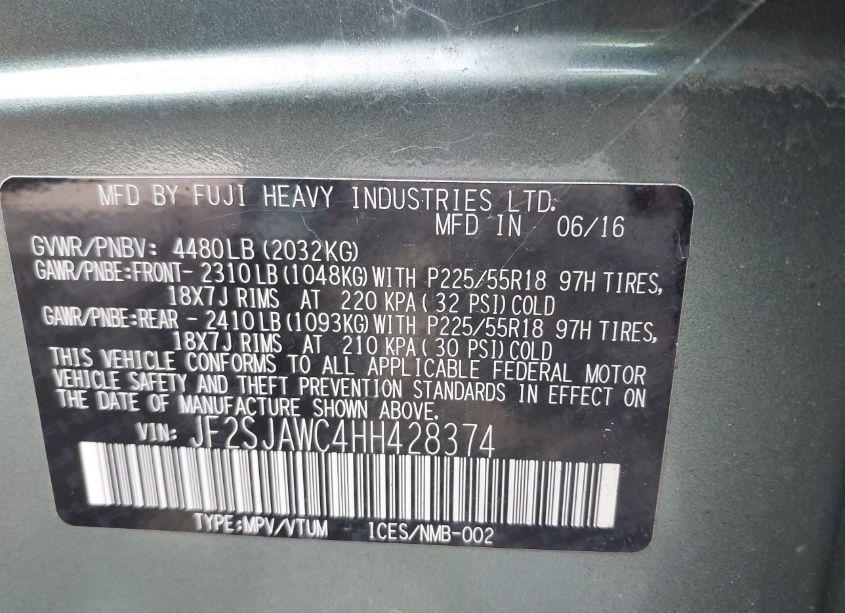 MFD BY FUJI HEAVY INDUSTRIES LTD.
MFD IN 06/16
GVWR/PNBV: 4480LB (2032KG)
GAWR/PNBE:FRONT- 2310LB (1048KG) WITH P225/55R18 97H TIRES,
18X7J RIMS AT 220 KPA( 32 PSI) COLD
GAWR/PNBE:REAR - 2410LB (1093KG) WITH P225/55R18 97H TIRES,
18X7J RIMS AT 210 KPA( 30 PSI) COLD
THIS VEHICLE CONFORMS TO ALL APPLICABLE FEDERAL MOTOR
VEHICLE SAFETY AND THEFT PREVENTION STANDARDS IN EFFECT ON
THE DATE OF MANUFACTURE SHOWN ABOVE.
VIN: JF2SJAWC4HH428374
TYPE:MPV/VTUM ICES/NMB-002